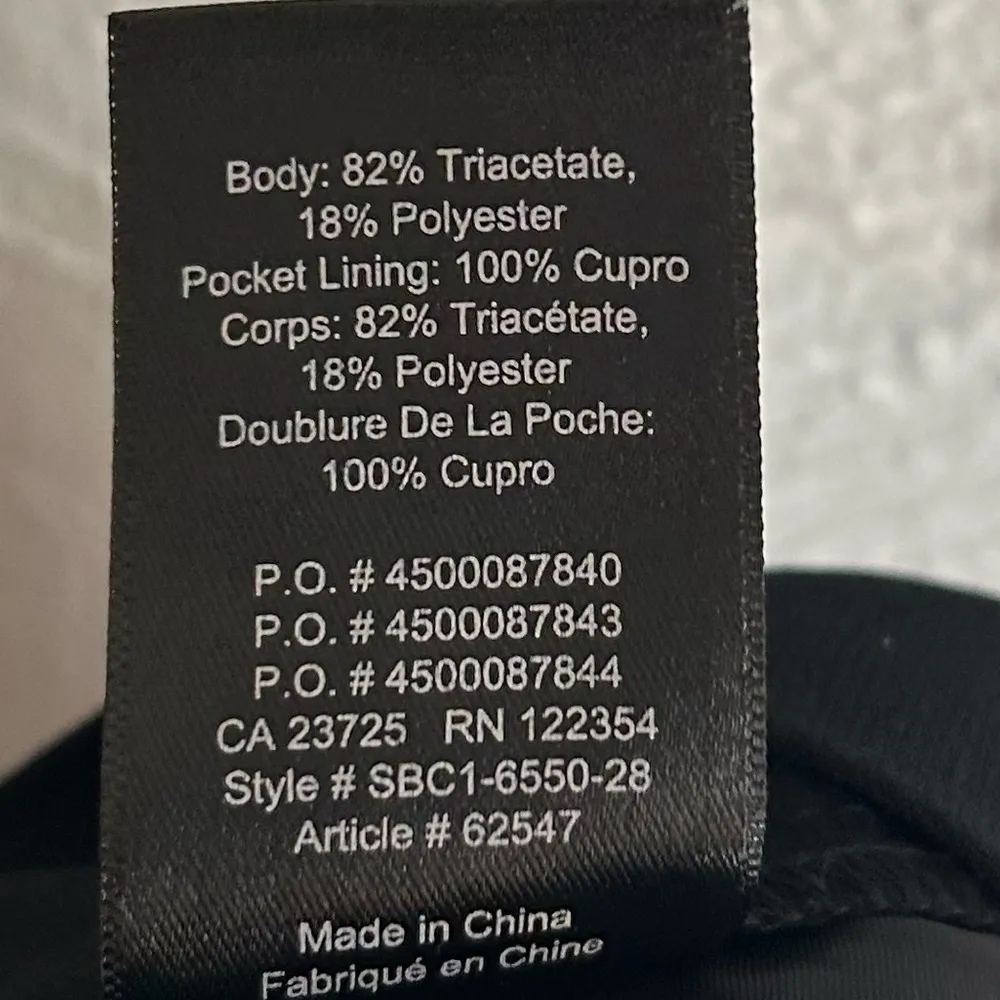 Body: 82% Triacetate,
18% Polyester
Pocket Lining: 100% Cupro
Corps: 82% Triacétate,
18% Polyester
Doublure De La Poche:
100% Cupro
P.O. # 4500087840
P.O. # 4500087843
P.O. # 4500087844
CA 23725 RN 122354
Style # SBC1-6550-28
Article # 62547
Made in China
Fabriqué en Chine